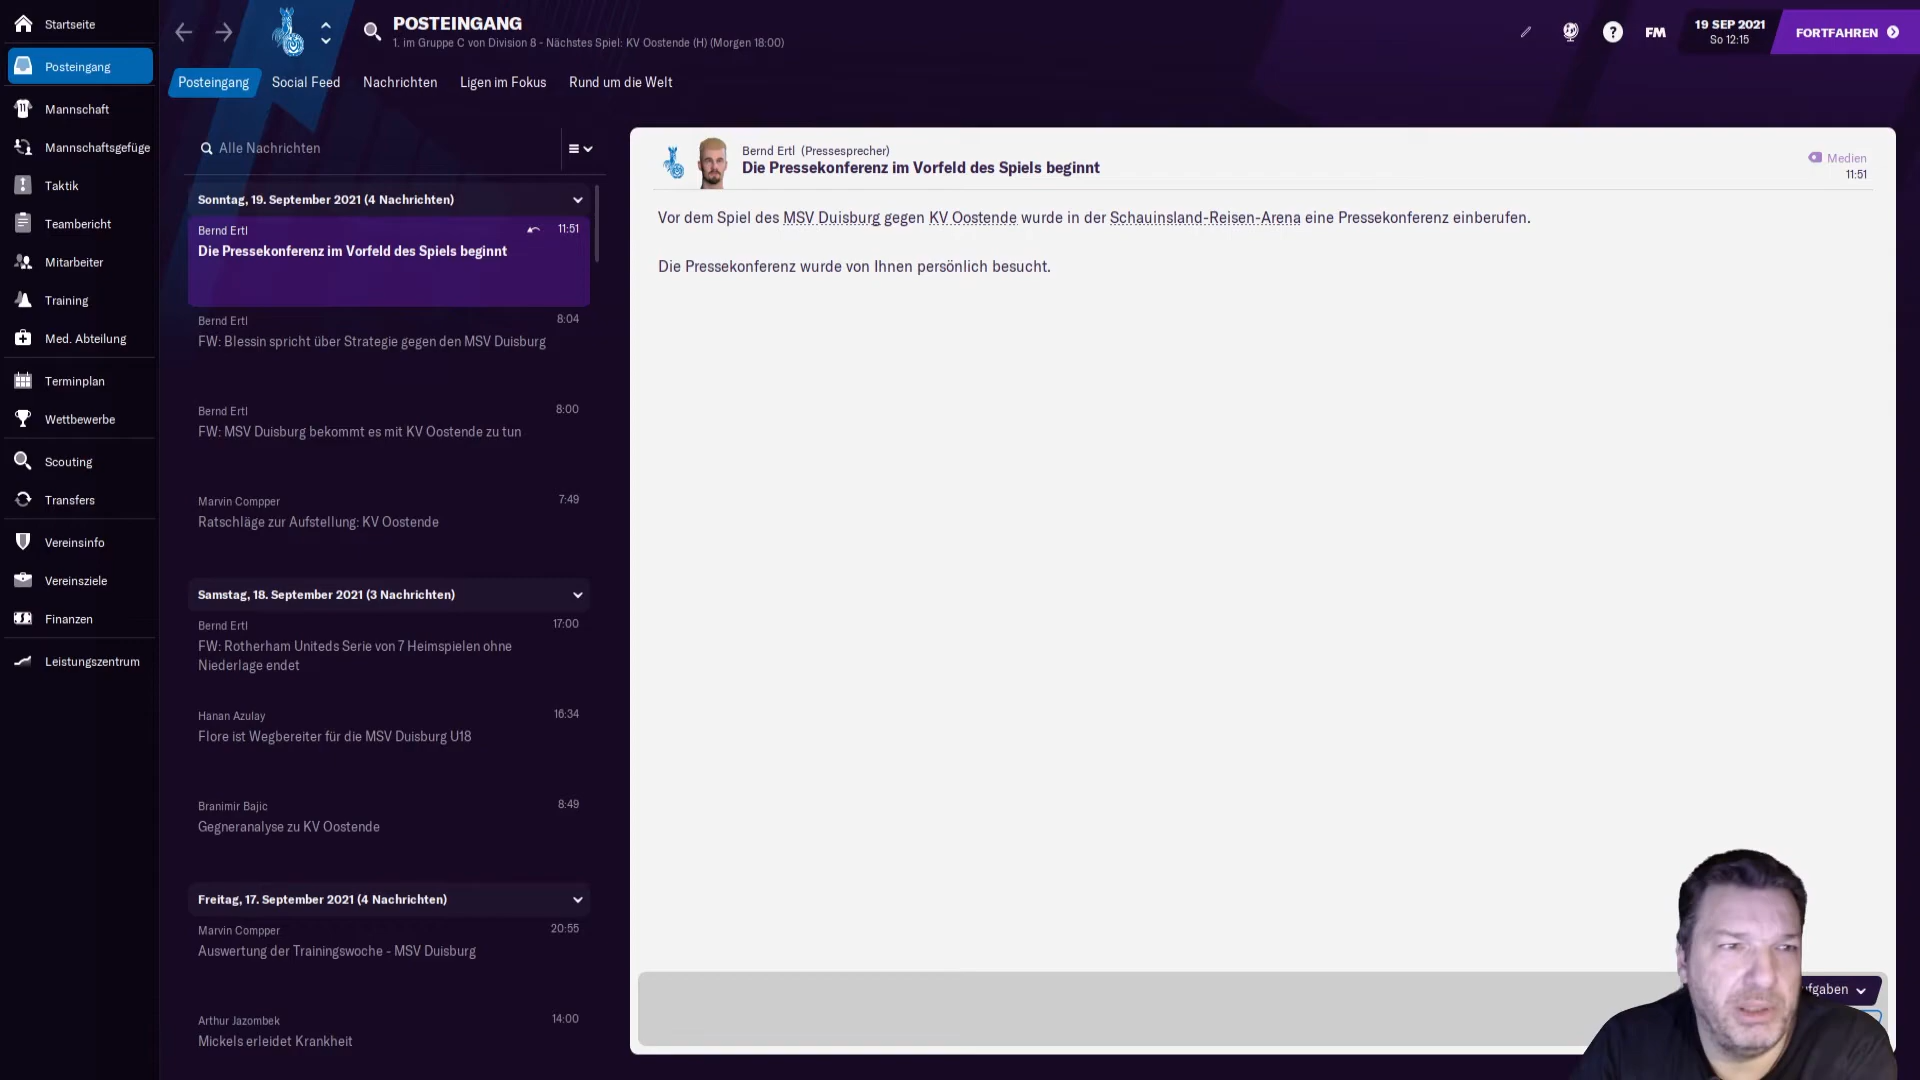 Startseite
Posteingang
Mannschaft
Mannschaftsgefüge
Taktik
Teambericht
Mitarbeiter
Training
Med. Abteilung
Terminplan
Wettbewerbe
Scouting
Transfers
Vereinsinfo
Vereinsziele
Finanzen
Leistungszentrum
POSTEINGANG
1. im Gruppe C von Division 8 - Nächstes Spiel: KV Oostende (H) (Morgen 18:00)
FM
19 SEP 2021
So 12:15
FORTFAHREN
Posteingang Social Feed Nachrichten Ligen im Fokus Rund um die Welt
Alle Nachrichten
Sonntag, 19. September 2021 (4 Nachrichten)
Bernd Ertl 11:51
Die Pressekonferenz im Vorfeld des Spiels beginnt
Bernd Ertl 8:04
FW: Blessin spricht über Strategie gegen den MSV Duisburg
Bernd Ertl 8:00
FW: MSV Duisburg bekommt es mit KV Oostende zu tun
Marvin Compper 7:49
Ratschläge zur Aufstellung: KV Oostende
Samstag, 18. September 2021 (3 Nachrichten)
Bernd Ertl 17:00
FW: Rotherham Uniteds Serie von 7 Heimspielen ohne
Niederlage endet
Hanan Azulay 16:34
Flore ist Wegbereiter für die MSV Duisburg U18
Branimir Bajic 8:49
Gegneranalyse zu KV Oostende
Freitag, 17. September 2021 (4 Nachrichten)
Marvin Compper 20:55
Auswertung der Trainingswoche - MSV Duisburg
Arthur Jazombek 14:00
Mickels erleidet Krankheit
Bernd Ertl (Pressesprecher)
Die Pressekonferenz im Vorfeld des Spiels beginnt
Medien
11:51
Vor dem Spiel des MSV Duisburg gegen KV Oostende wurde in der Schauinsland-Reisen-Arena eine Pressekonferenz einberufen.
Die Pressekonferenz wurde von Ihnen persönlich besucht.